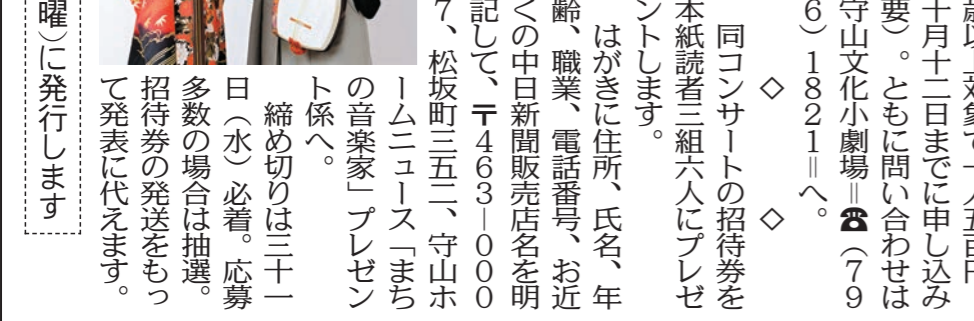 歳以上対象で一人五百円
十月十二日までに申し込み
要）。ともに問い合わせは
守山文化小劇場＝☎（79
6）1821＝へ。
◇　◇
同コンサートの招待券を
本紙読者三組六人にプレゼ
ントします。
はがきに住所、氏名、年
齢、職業、電話番号、お近
くの中日新聞販売店名を明
記して、〒463―000
7、松坂町三五二、守山ホ
ームニュース「まち
の音楽家」プレゼン
ト係へ。
締め切りは三十一
日（水）必着。応募
多数の場合は抽選。
招待券の発送をもっ
て発表に代えます。
曜）に発行します